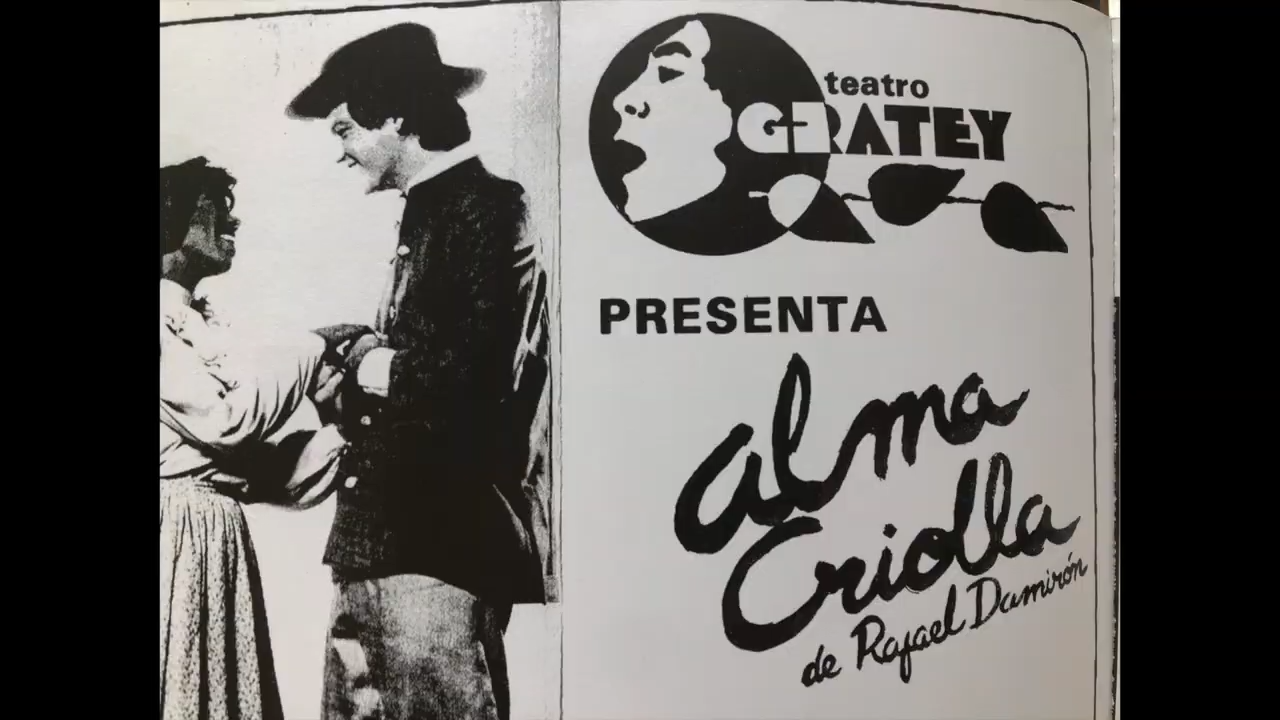 teatro
GRATEY
PRESENTA
alma
Criolla
de Rafael Damirón